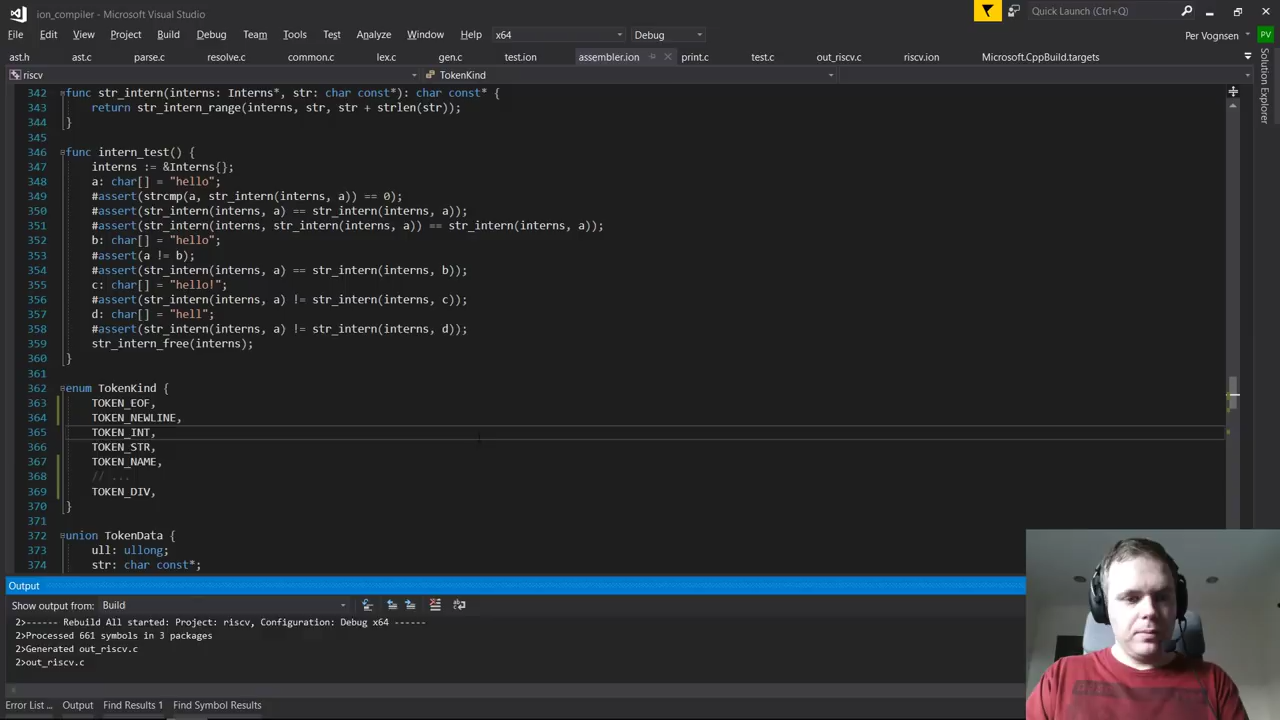 ion_compiler - Microsoft Visual Studio
Quick Launch (Ctrl+Q)
File Edit View Project Build Debug Team Tools Test Analyze Window Help x64 Debug Per Vognsen PV
ast.h ast.c parse.c resolve.c common.c lex.c gen.c test.ion assembler.ion print.c test.c out_riscv.c riscv.ion Microsoft.CppBuild.targets
riscv TokenKind
Solution Explorer
342 func str_intern(interns: Interns*, str: char const*): char const* {
343 return str_intern_range(interns, str, str + strlen(str));
344 }
345
346 func intern_test() {
347 interns := &Interns{};
348 a: char[] = "hello";
349 #assert(strcmp(a, str_intern(interns, a)) == 0);
350 #assert(str_intern(interns, a) == str_intern(interns, a));
351 #assert(str_intern(interns, str_intern(interns, a)) == str_intern(interns, a));
352 b: char[] = "hello";
353 #assert(a != b);
354 #assert(str_intern(interns, a) == str_intern(interns, b));
355 c: char[] = "hello!";
356 #assert(str_intern(interns, a) != str_intern(interns, c));
357 d: char[] = "hell";
358 #assert(str_intern(interns, a) != str_intern(interns, d));
359 str_intern_free(interns);
360 }
361
362 enum TokenKind {
363 TOKEN_EOF,
364 TOKEN_NEWLINE,
365 TOKEN_INT,
366 TOKEN_STR,
367 TOKEN_NAME,
368 // ...
369 TOKEN_DIV,
370 }
371
372 union TokenData {
373 ull: ullong;
374 str: char const*;
Output
Show output from: Build
2>------ Rebuild All started: Project: riscv, Configuration: Debug x64 ------
2>Processed 661 symbols in 3 packages
2>Generated out_riscv.c
2>out_riscv.c
Error List ... Output Find Results 1 Find Symbol Results